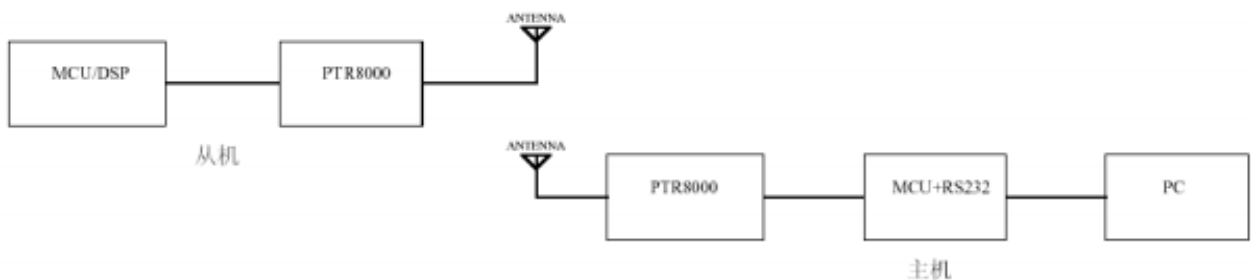 ANTENNA
MCU/DSP
PTR8000
从机
ANTENNA
PTR8000
MCU+RS232
PC
主机